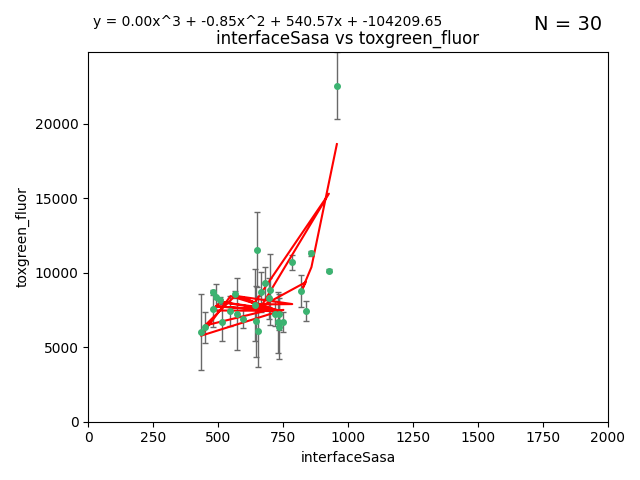 y = 0.00x^3 + -0.85x^2 + 540.57x + -104209.65
N = 30
interfaceSasa vs toxgreen_fluor
toxgreen_fluor
20000
15000
10000
5000
0
0 250 500 750 1000 1250 1500 1750 2000
interfaceSasa